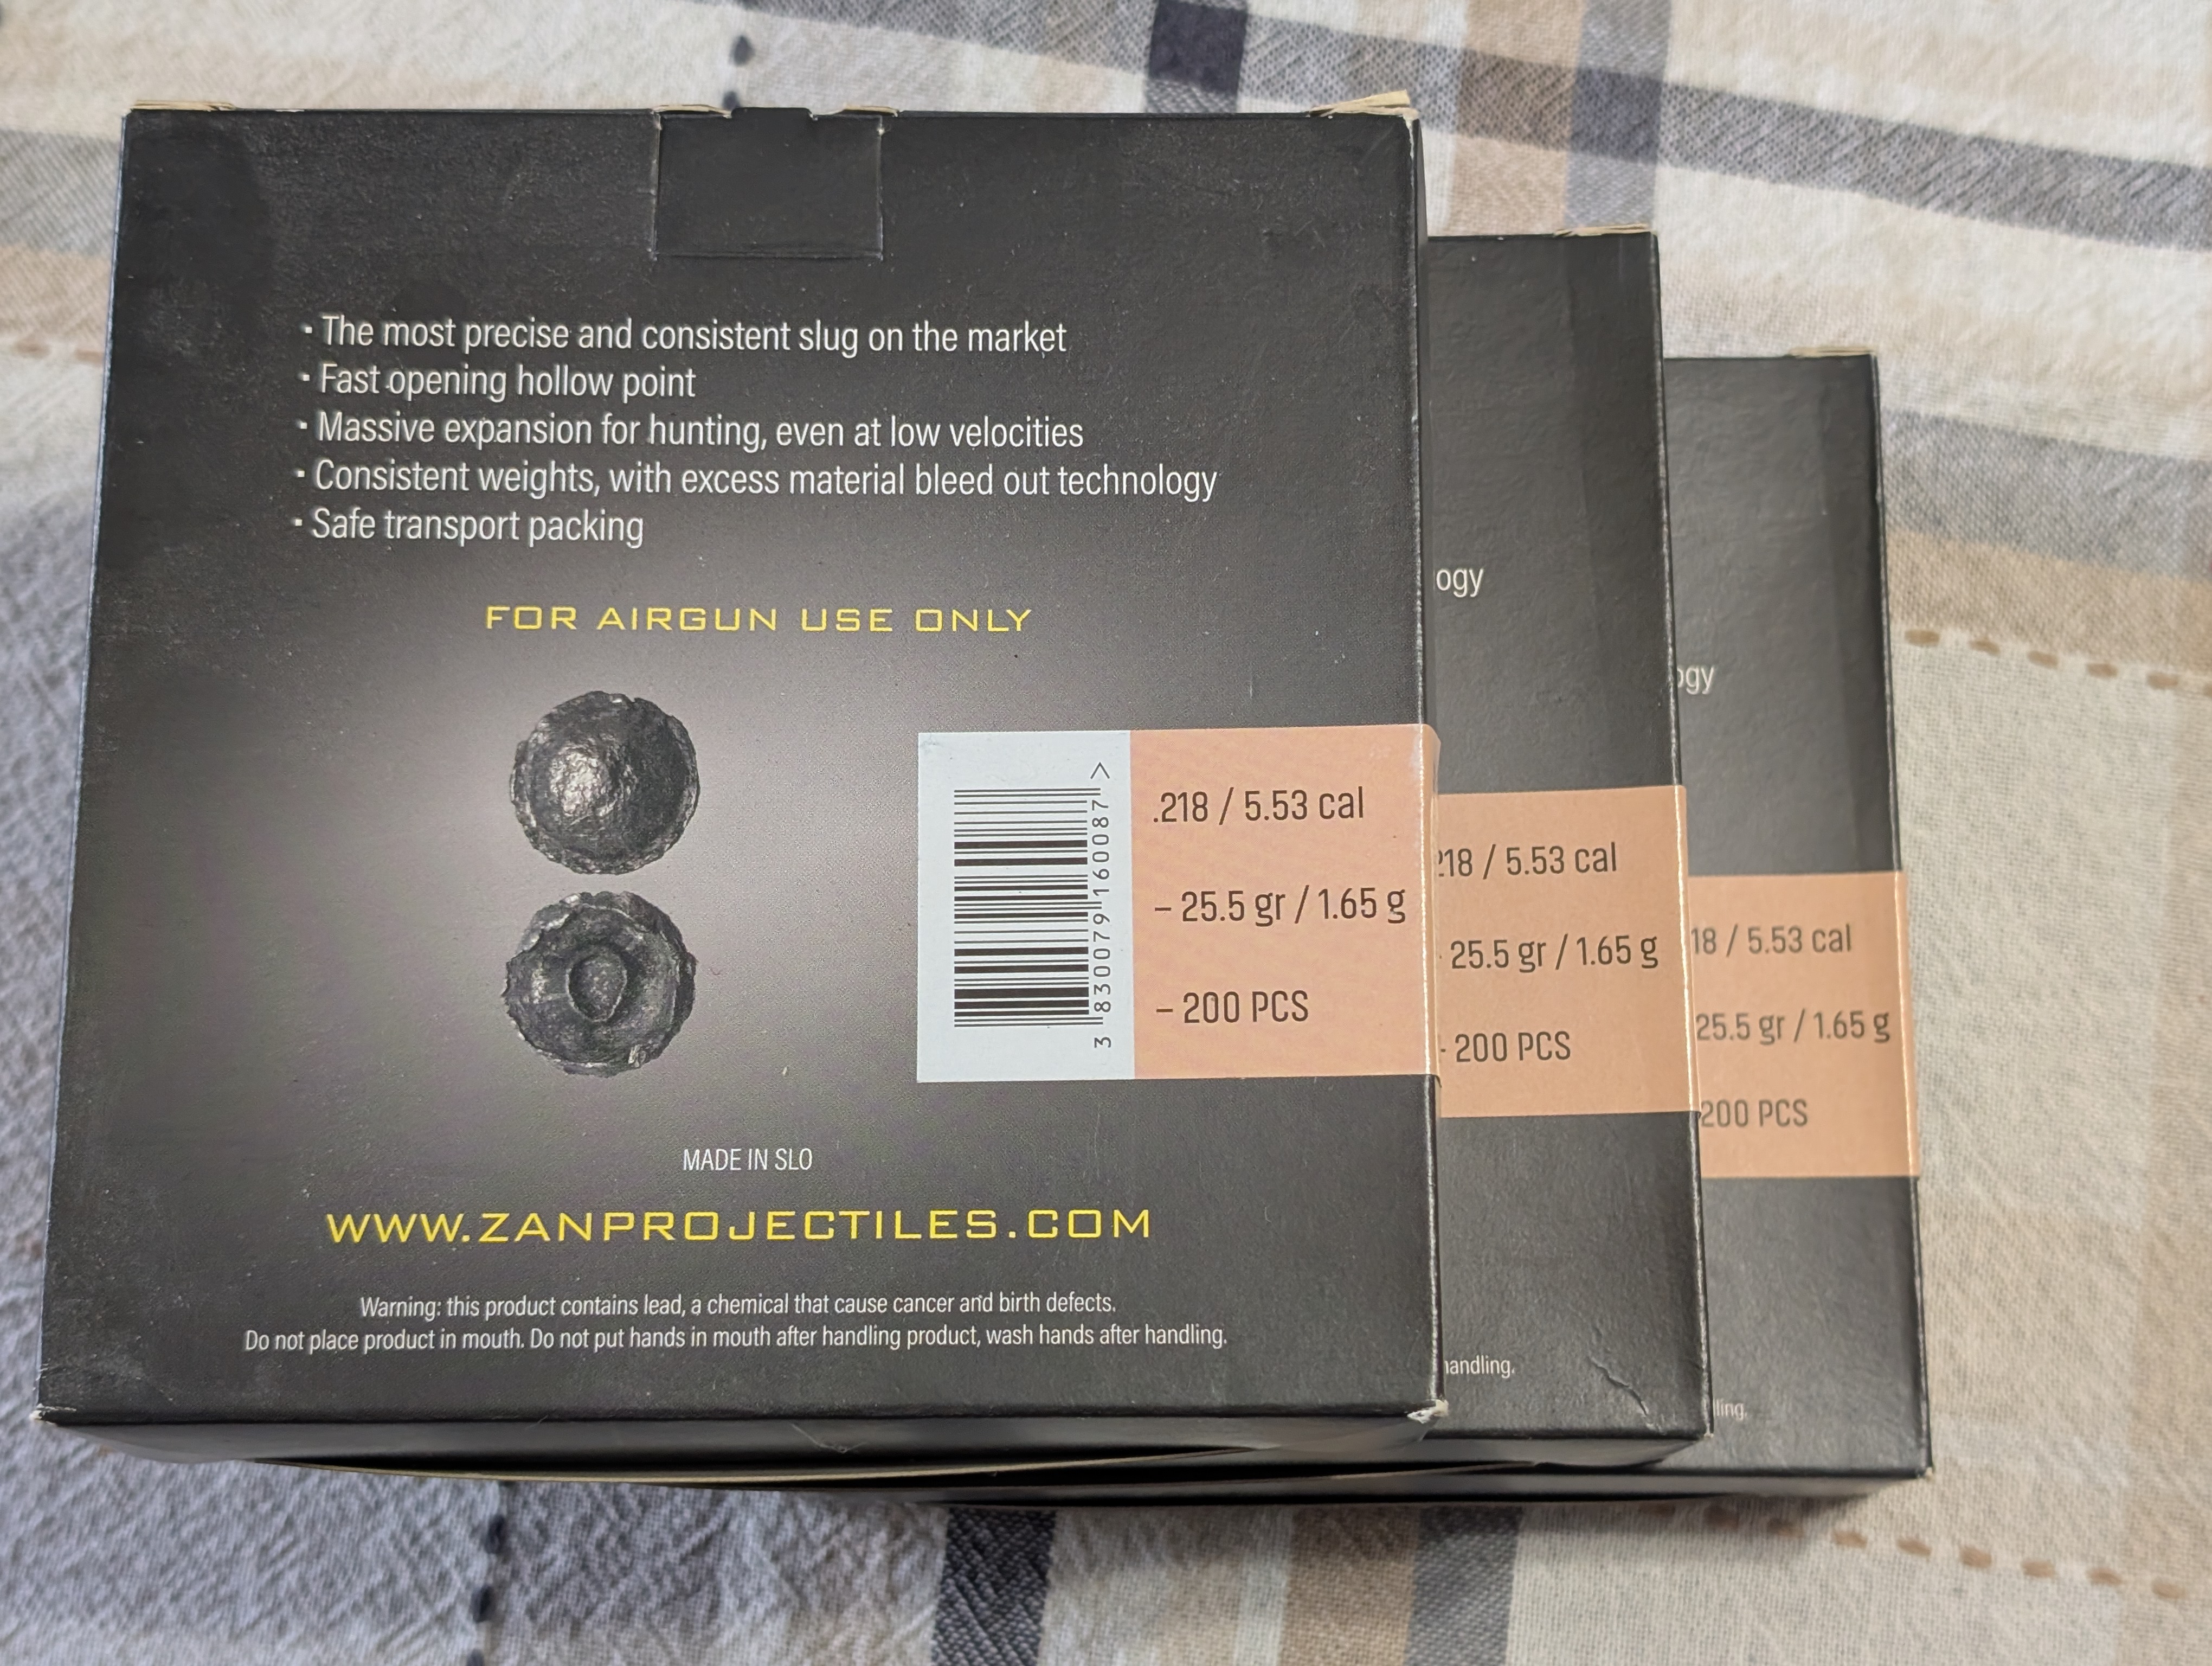 · The most precise and consistent slug on the market
· Fast opening hollow point
· Massive expansion for hunting, even at low velocities
· Consistent weights, with excess material bleed out technology
· Safe transport packing
FOR AIRGUN USE ONLY
3 830079 160087 >
.218 / 5.53 cal
– 25.5 gr / 1.65 g
– 200 PCS
MADE IN SLO
WWW.ZANPROJECTILES.COM
Warning: this product contains lead, a chemical that cause cancer and birth defects.
Do not place product in mouth. Do not put hands in mouth after handling product, wash hands after handling.
ogy
218 / 5.53 cal
- 25.5 gr / 1.65 g
- 200 PCS
handling.
ogy
18 / 5.53 cal
25.5 gr / 1.65 g
200 PCS
lling.